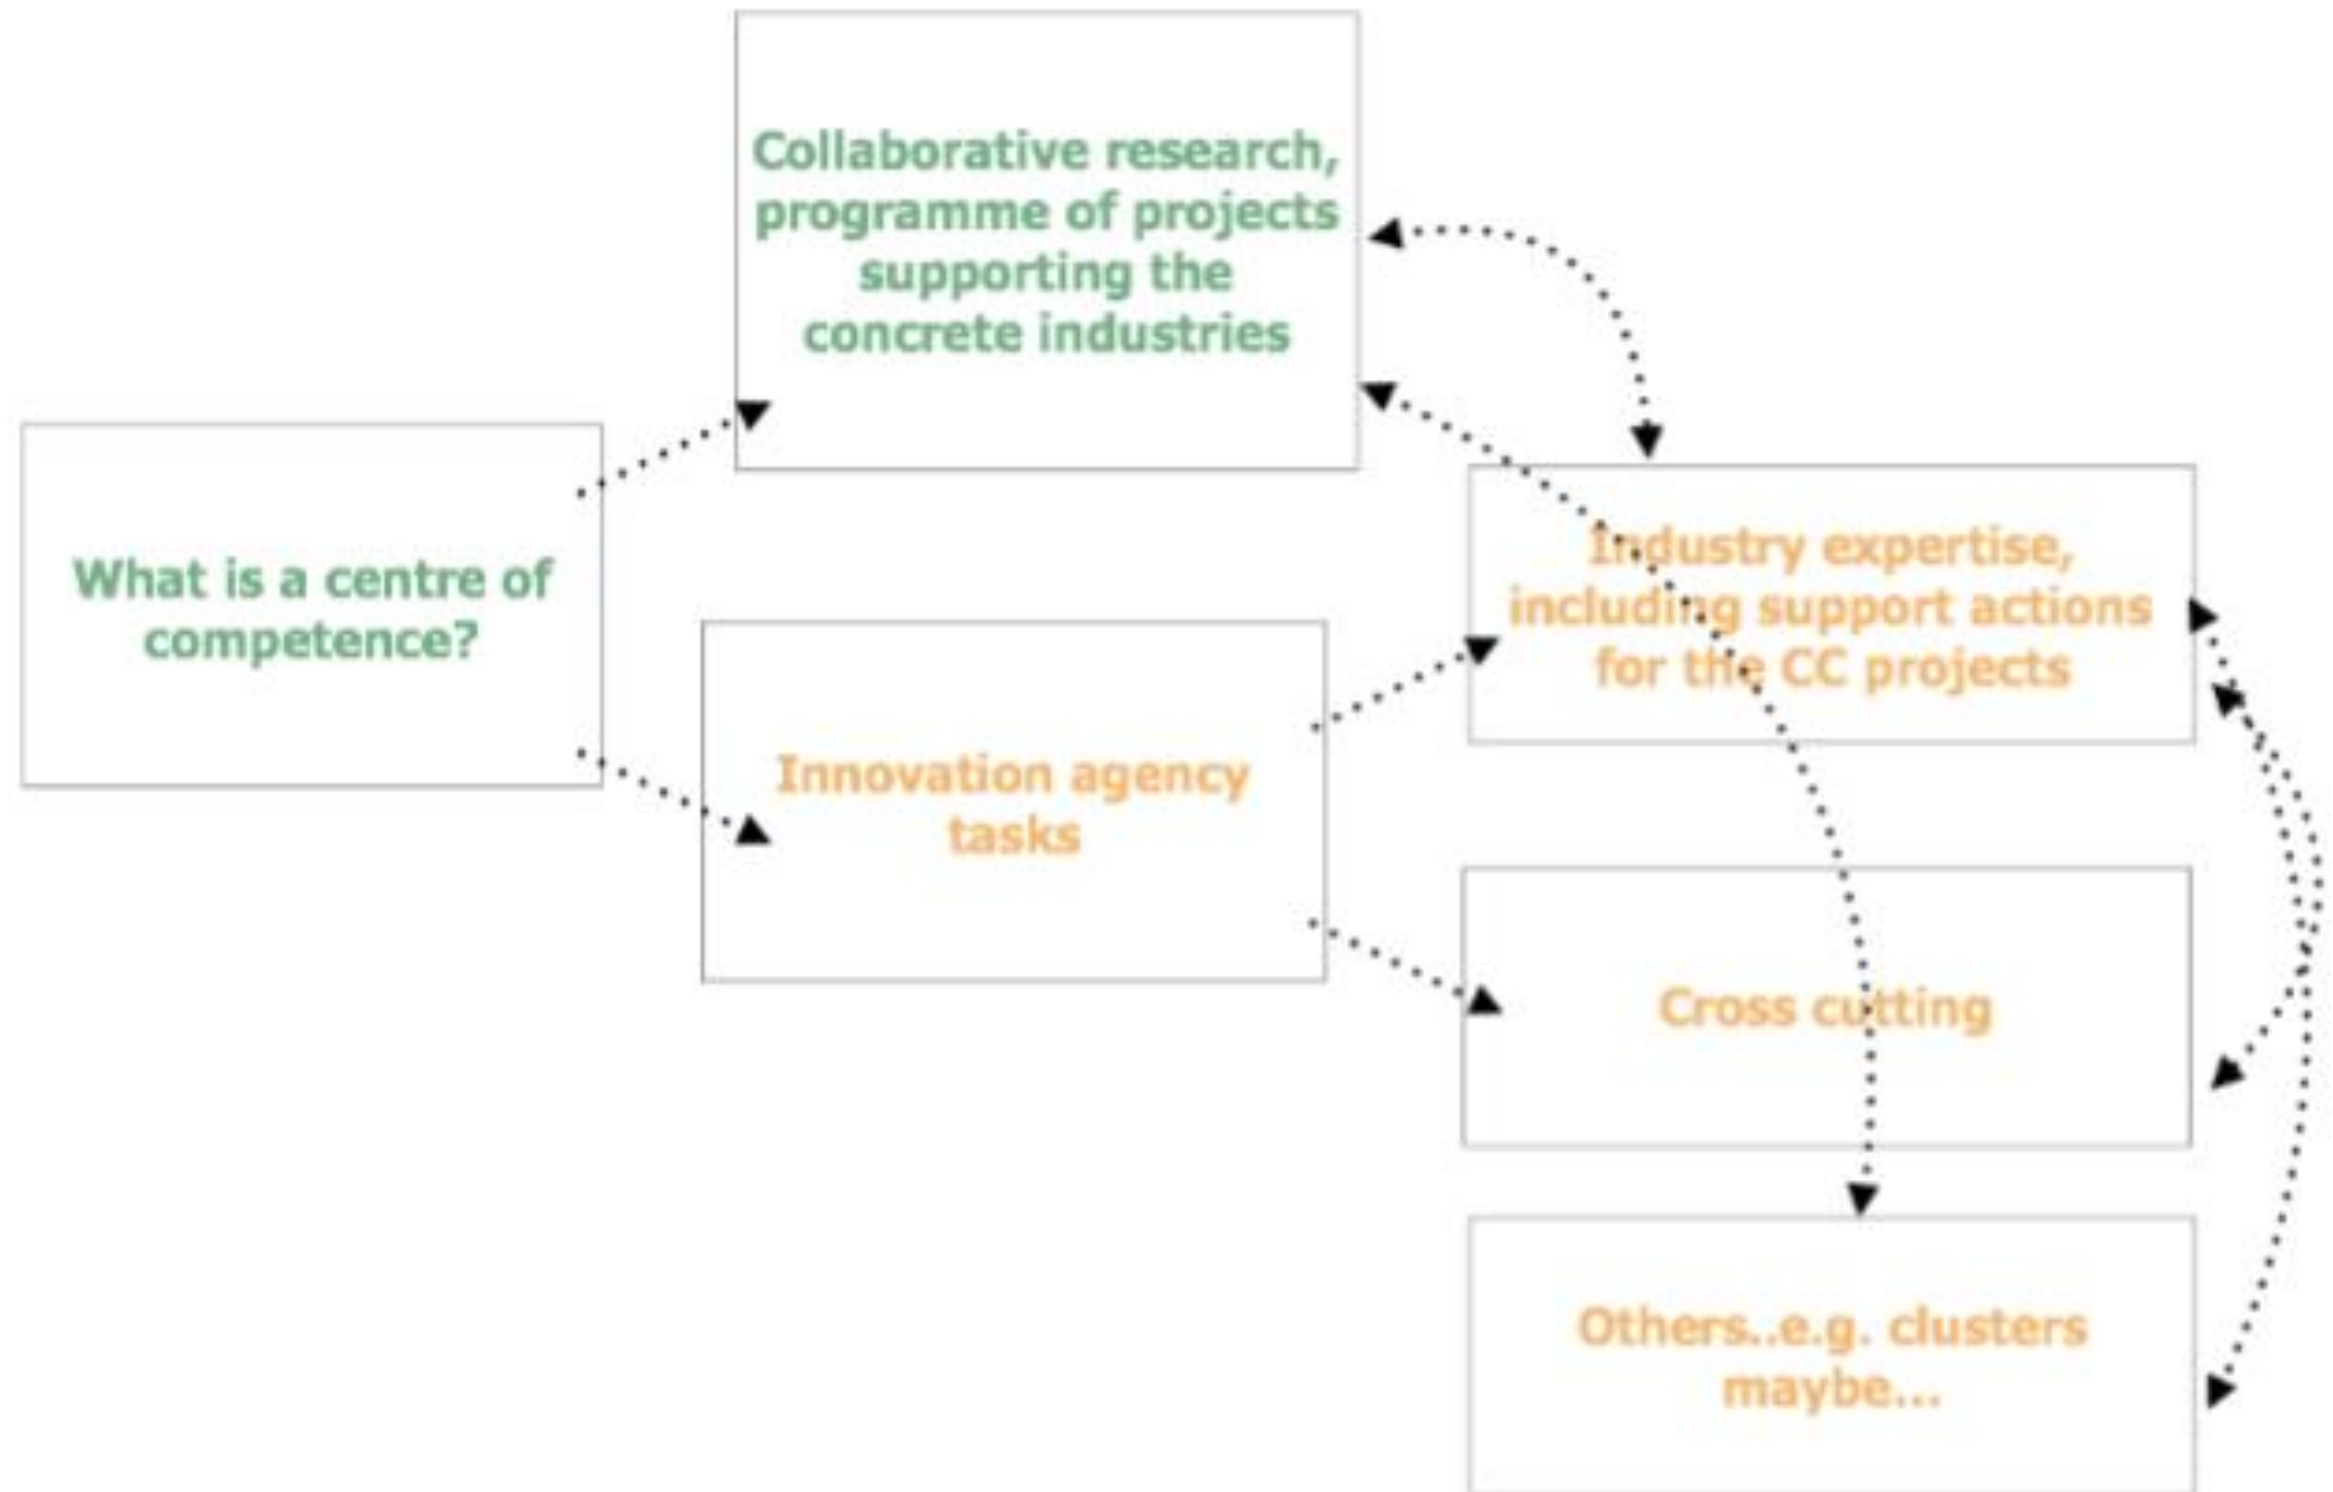 Collaborative research,
programme of projects
supporting the
concrete industries
What is a centre of
competence?
Industry expertise,
including support actions
for the CC projects
Innovation agency
tasks
Cross cutting
Others..e.g. clusters
maybe...